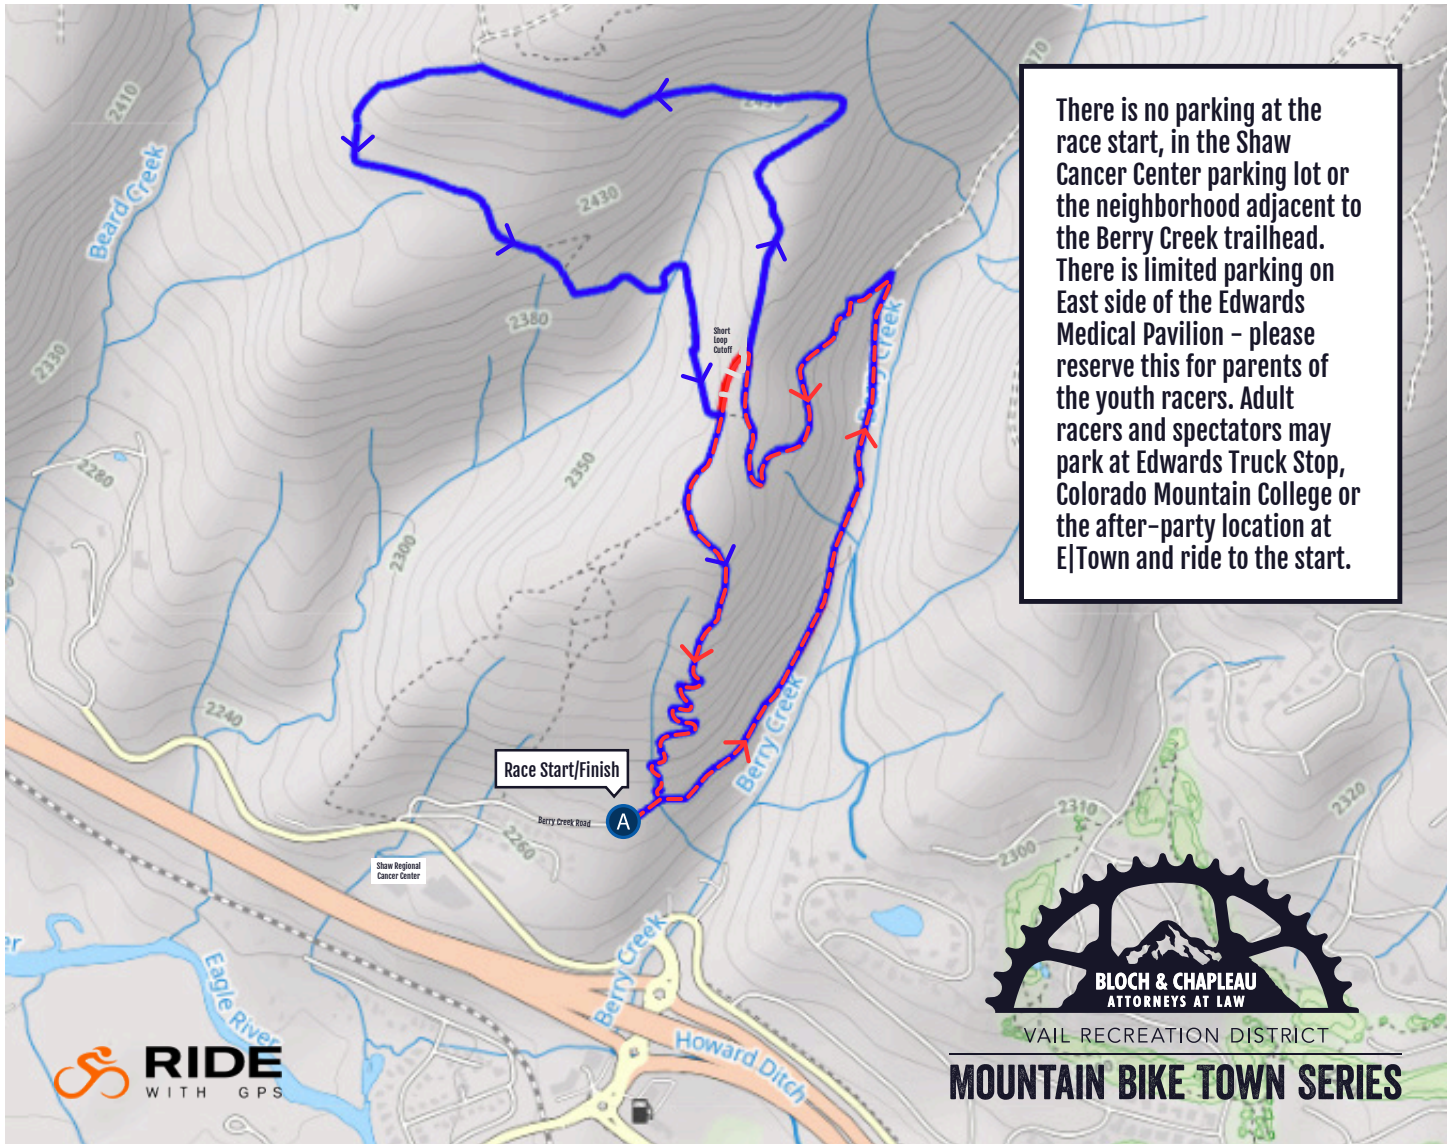 2410
Beard Creek
2430
2450
2470
There is no parking at the
race start, in the Shaw
Cancer Center parking lot or
the neighborhood adjacent to
the Berry Creek trailhead.
There is limited parking on
East side of the Edwards
Medical Pavilion - please
reserve this for parents of
the youth racers. Adult
racers and spectators may
park at Edwards Truck Stop,
Colorado Mountain College or
the after-party location at
E|Town and ride to the start.
2330
2380
Short
Loop
Cutoff
Berry Creek
2280
2350
2300
2240
Berry Creek
Race Start/Finish
A
Berry Creek Road
2260
Shaw Regional
Cancer Center
2310
2300
2320
Berry Creek
Eagle River
Howard Ditch
RIDE
WITH GPS
BLOCH & CHAPLEAU
ATTORNEYS AT LAW
VAIL RECREATION DISTRICT
MOUNTAIN BIKE TOWN SERIES